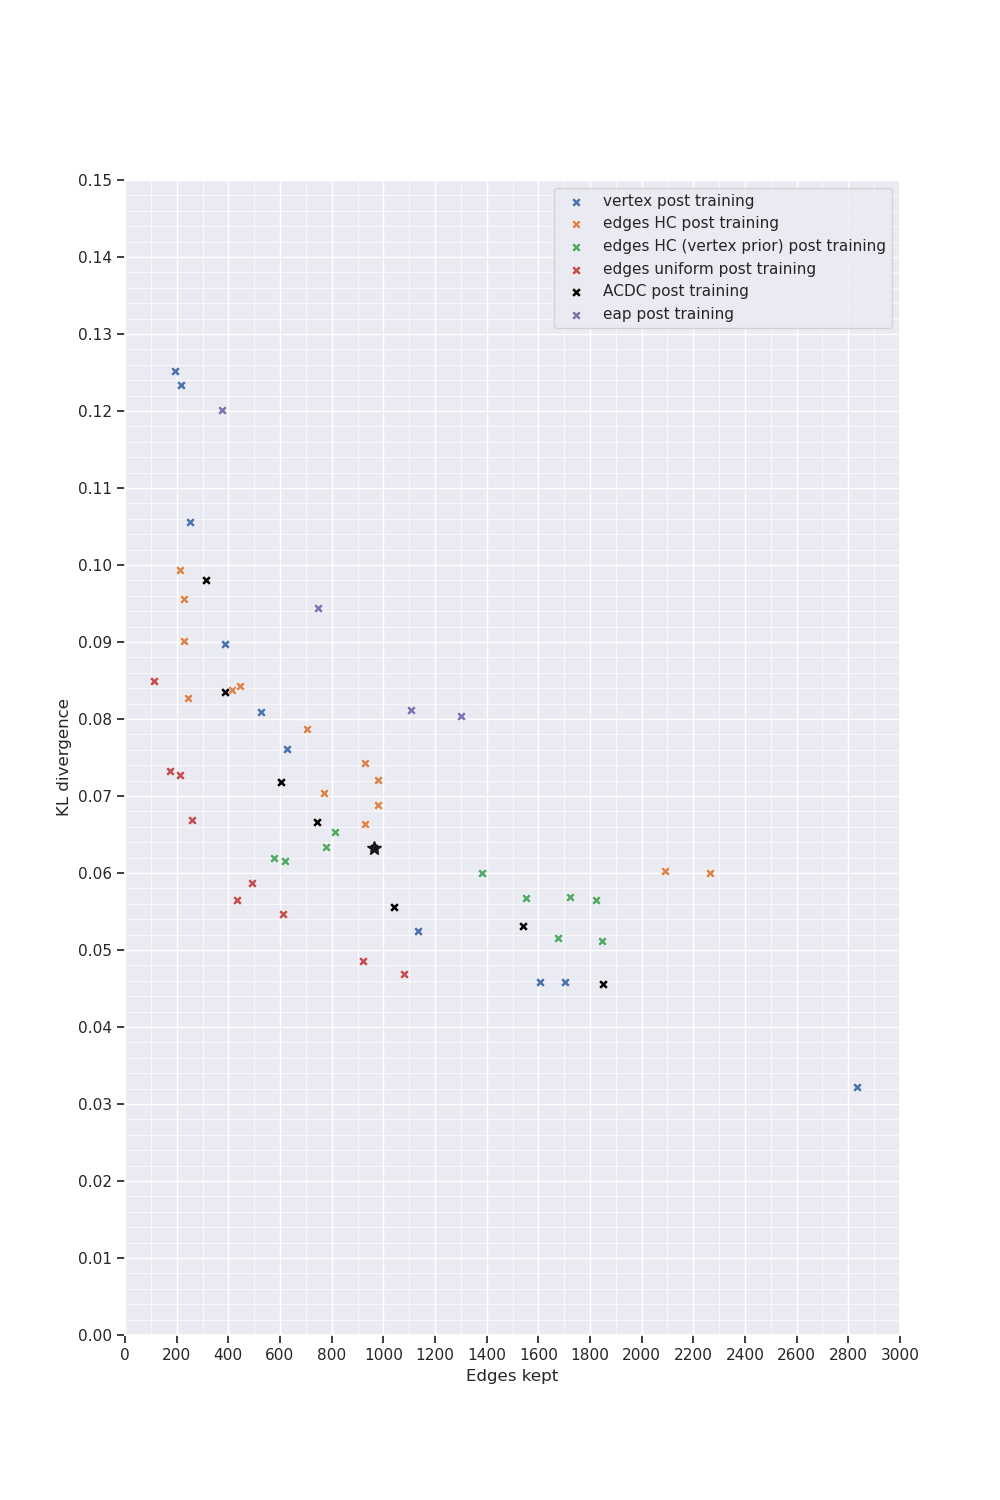 vertex post training
edges HC post training
edges HC (vertex prior) post training
edges uniform post training
ACDC post training
eap post training
0.15
0.14
0.13
0.12
0.11
0.10
0.09
0.08
0.07
0.06
0.05
0.04
0.03
0.02
0.01
0.00
KL divergence
0 200 400 600 800 1000 1200 1400 1600 1800 2000 2200 2400 2600 2800 3000
Edges kept